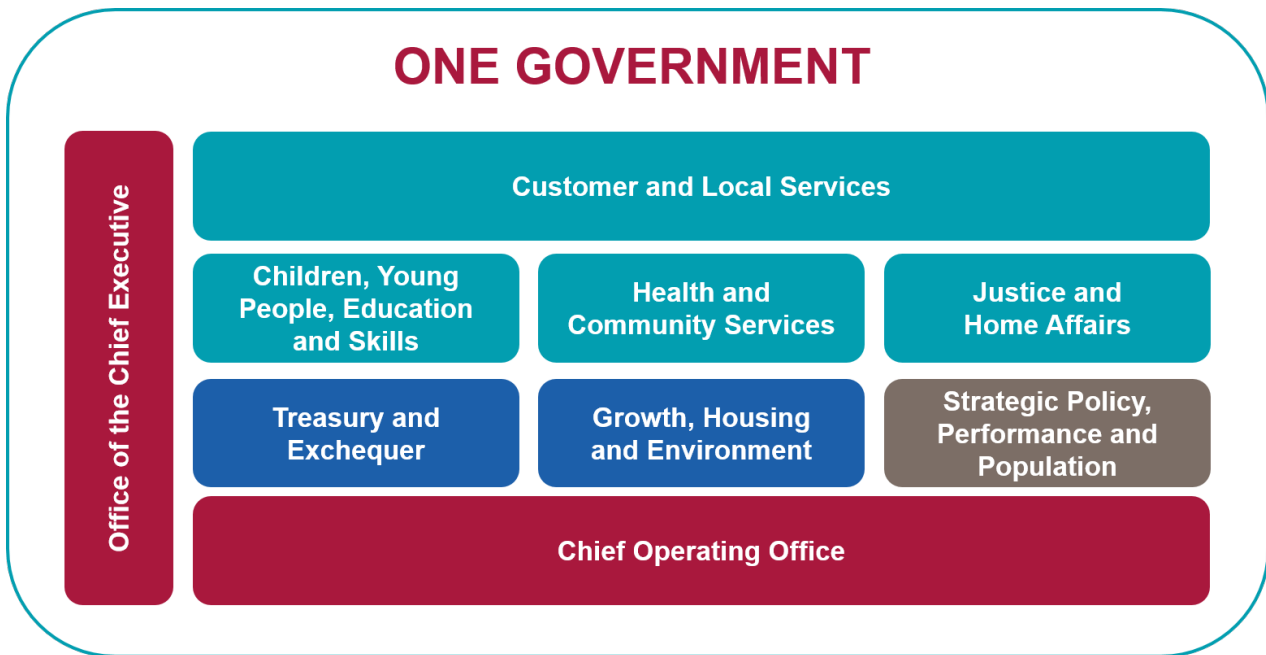 ONE GOVERNMENT
Office of the Chief Executive
Customer and Local Services
Children, Young
People, Education
and Skills
Health and
Community Services
Justice and
Home Affairs
Treasury and
Exchequer
Growth, Housing
and Environment
Strategic Policy,
Performance and
Population
Chief Operating Office